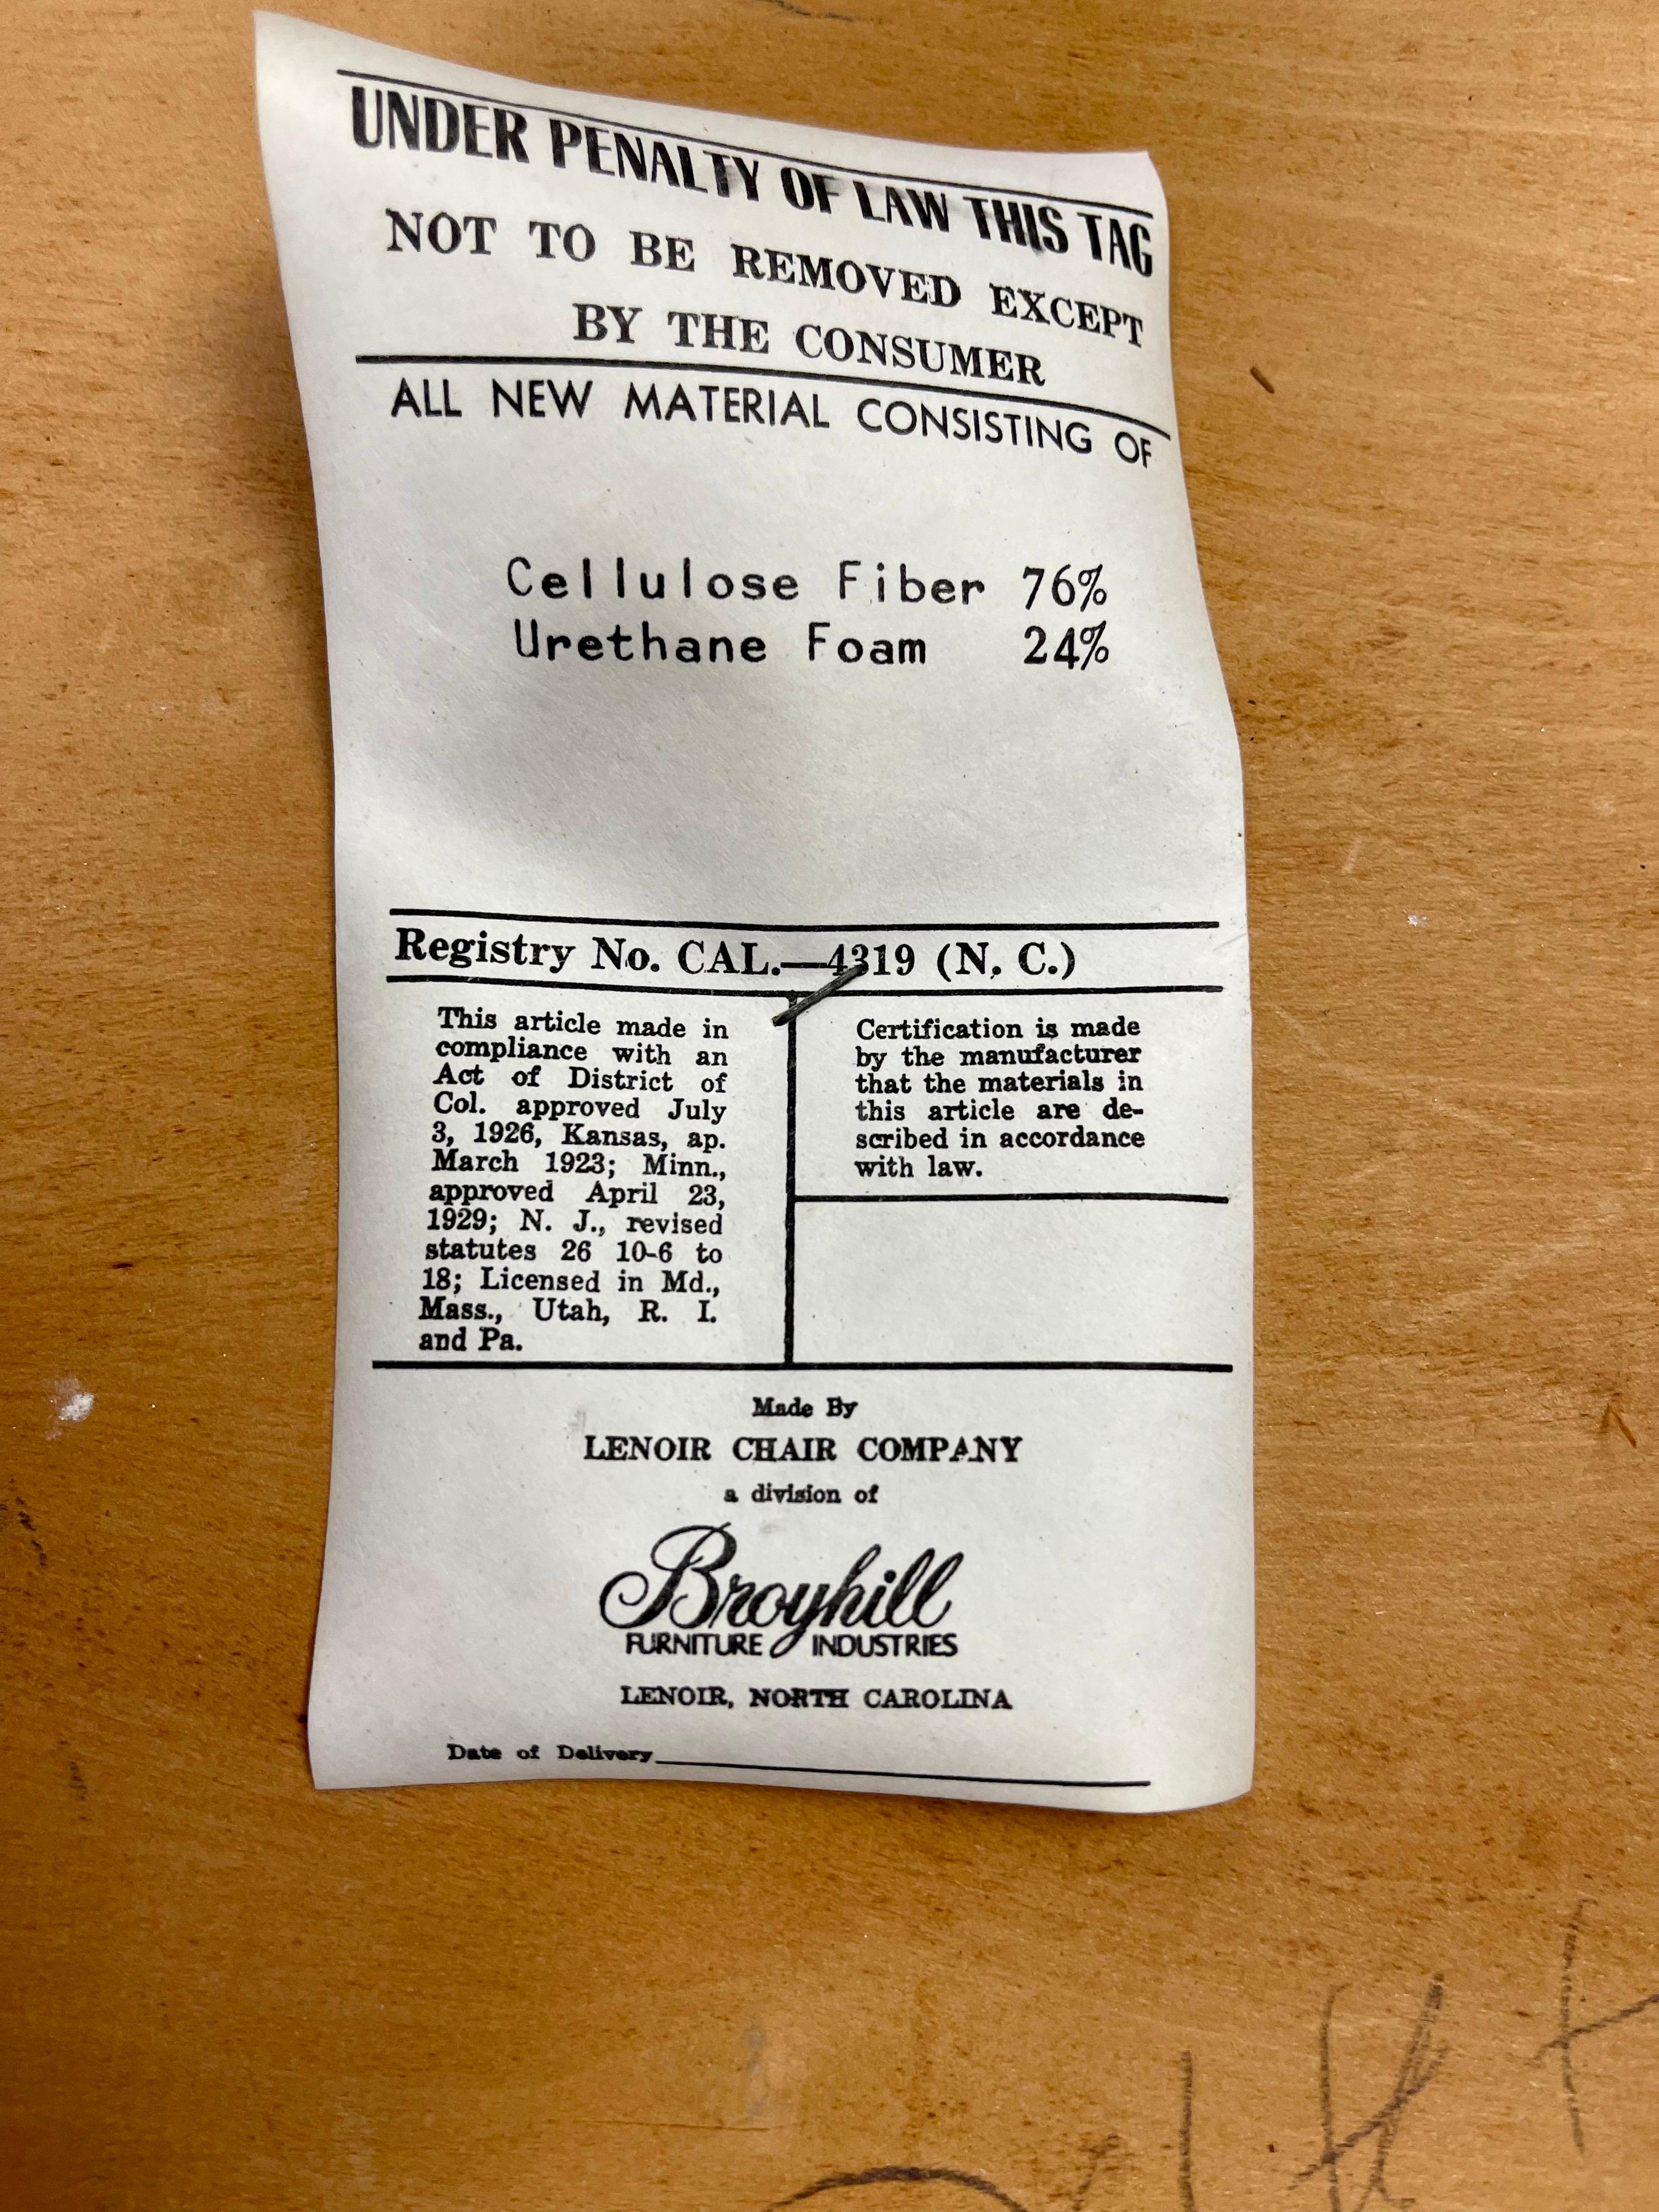 UNDER PENALTY OF LAW THIS TAG
NOT TO BE REMOVED EXCEPT
BY THE CONSUMER
ALL NEW MATERIAL CONSISTING OF
Cellulose Fiber 76%
Urethane Foam 24%
Registry No. CAL.—4319 (N. C.)
This article made in
compliance with an
Act of District of
Col. approved July
3, 1926, Kansas, ap.
March 1923; Minn.,
approved April 23,
1929; N. J., revised
statutes 26 10-6 to
18; Licensed in Md.,
Mass., Utah, R. I.
and Pa.
Certification is made
by the manufacturer
that the materials in
this article are de-
scribed in accordance
with law.
Made By
LENOIR CHAIR COMPANY
a division of
Broyhill
FURNITURE INDUSTRIES
LENOIR, NORTH CAROLINA
Date of Delivery